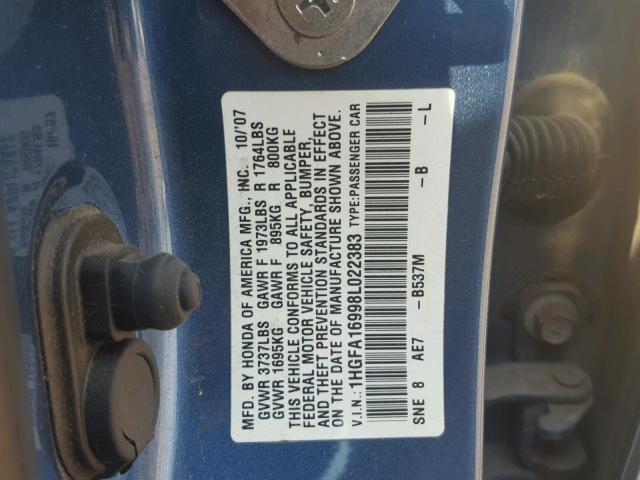 MFD. BY HONDA OF AMERICA MFG., INC. 10/'07
GVWR 3737LBS GAWR F 1973LBS R 1764LBS
GVWR 1695KG GAWR F 895KG R 800KG
THIS VEHICLE CONFORMS TO ALL APPLICABLE
FEDERAL MOTOR VEHICLE SAFETY, BUMPER,
AND THEFT PREVENTION STANDARDS IN EFFECT
ON THE DATE OF MANUFACTURE SHOWN ABOVE.
V.I.N.: 1HGFA16998L022383 TYPE:PASSENGER CAR
SNE 8 AE7 -B537M -B -L